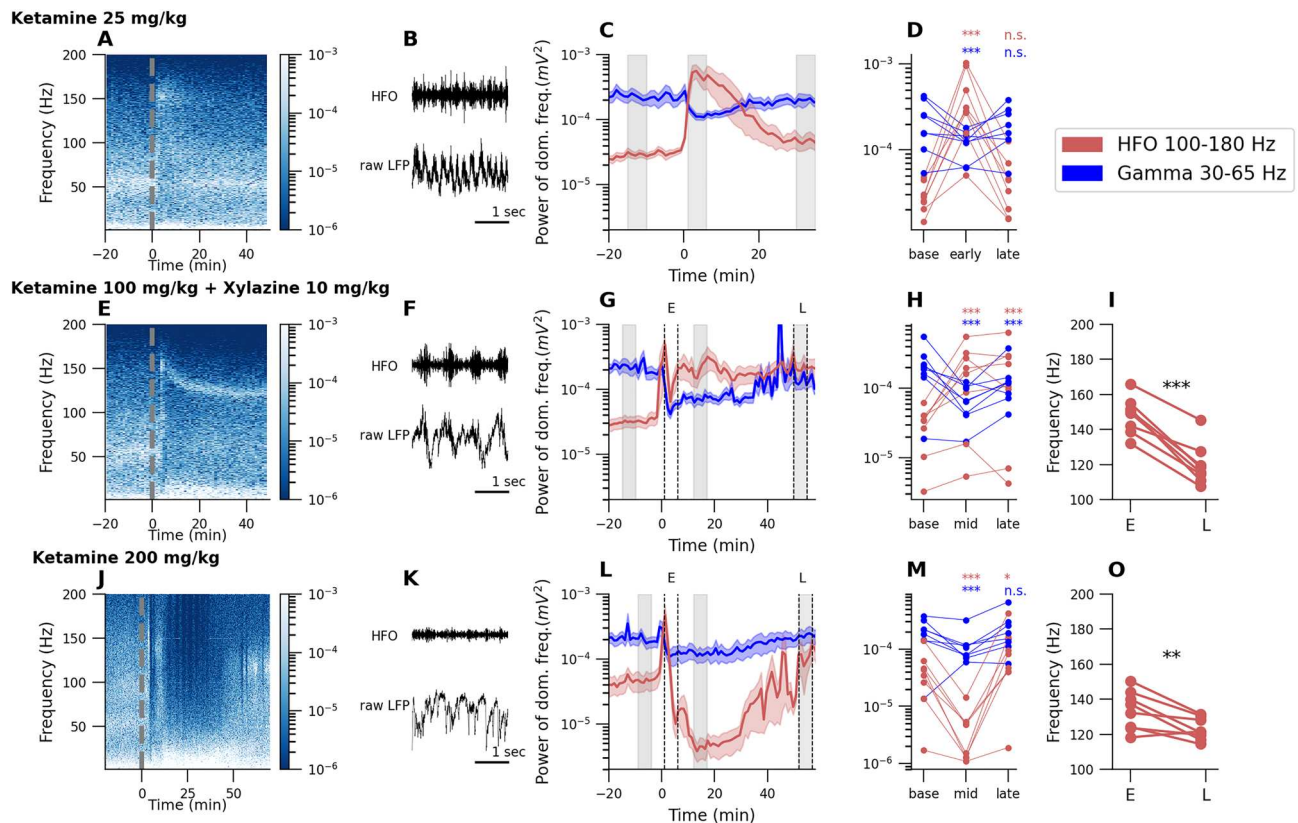 Ketamine 25 mg/kg
A
B
C
D
Frequency (Hz)
200
150
100
50
−20
0
20
40
Time (min)
10⁻³
10⁻⁴
10⁻⁵
10⁻⁶
HFO
raw LFP
1 sec
Power of dom. freq.(mV²)
10⁻³
10⁻⁴
10⁻⁵
−20
0
20
Time (min)
*** n.s.
*** n.s.
10⁻³
10⁻⁴
base early late
HFO 100-180 Hz
Gamma 30-65 Hz
Ketamine 100 mg/kg + Xylazine 10 mg/kg
E
F
G
H
I
Frequency (Hz)
200
150
100
50
−20
0
20
40
Time (min)
10⁻³
10⁻⁴
10⁻⁵
10⁻⁶
HFO
raw LFP
1 sec
Power of dom. freq.(mV²)
E
L
10⁻³
10⁻⁴
10⁻⁵
−20
0
20
40
Time (min)
*** ***
*** ***
10⁻⁴
10⁻⁵
base mid late
Frequency (Hz)
200
180
160
140
120
100
***
E
L
Ketamine 200 mg/kg
J
K
L
M
O
Frequency (Hz)
200
150
100
50
0
25
50
Time (min)
10⁻³
10⁻⁴
10⁻⁵
10⁻⁶
HFO
raw LFP
1 sec
Power of dom. freq.(mV²)
E
L
10⁻³
10⁻⁴
10⁻⁵
−20
0
20
40
Time (min)
*** *
*** n.s.
10⁻⁴
10⁻⁵
10⁻⁶
base mid late
Frequency (Hz)
200
180
160
140
120
100
**
E
L